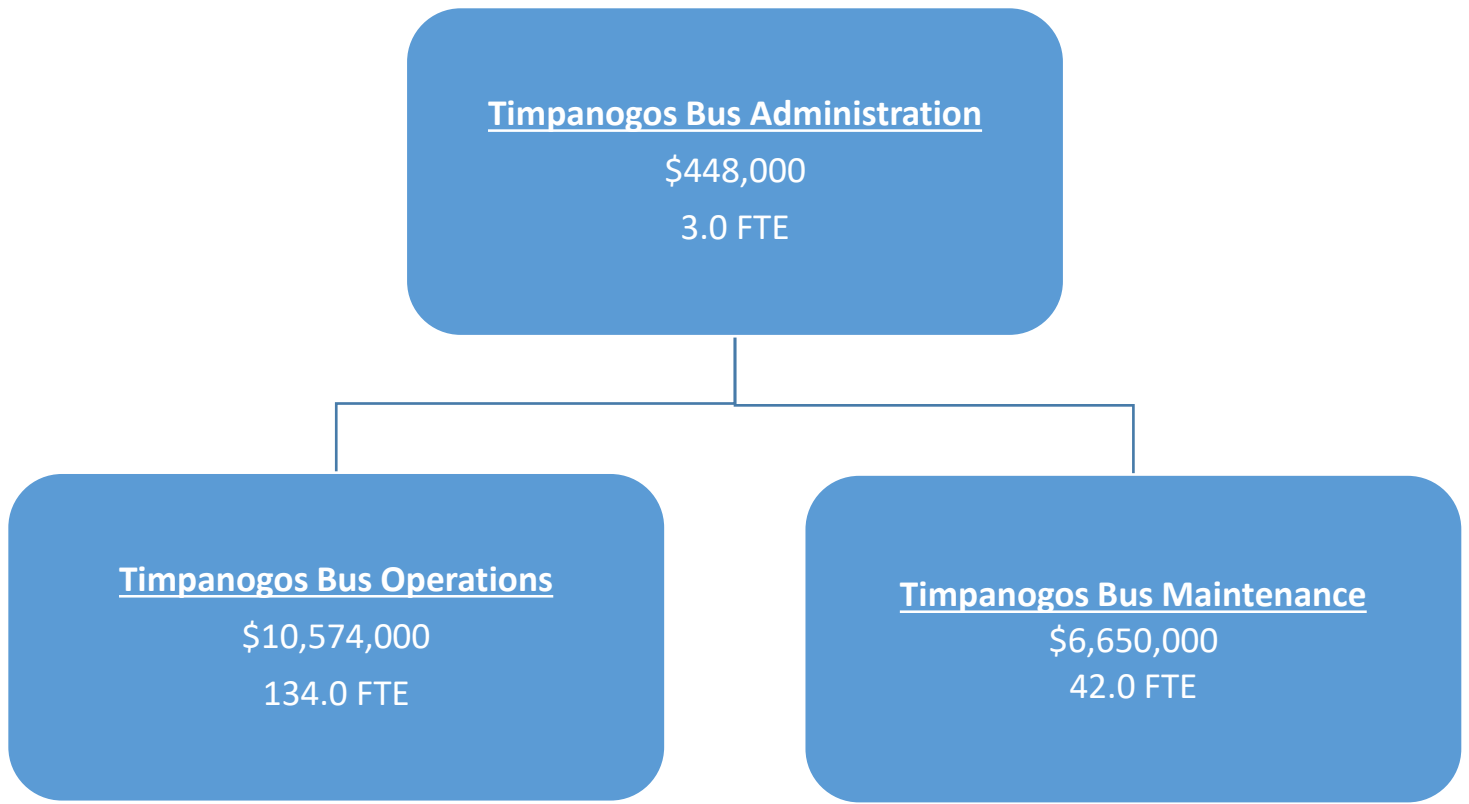 Timpanogos Bus Administration
$448,000
3.0 FTE
Timpanogos Bus Operations
$10,574,000
134.0 FTE
Timpanogos Bus Maintenance
$6,650,000
42.0 FTE